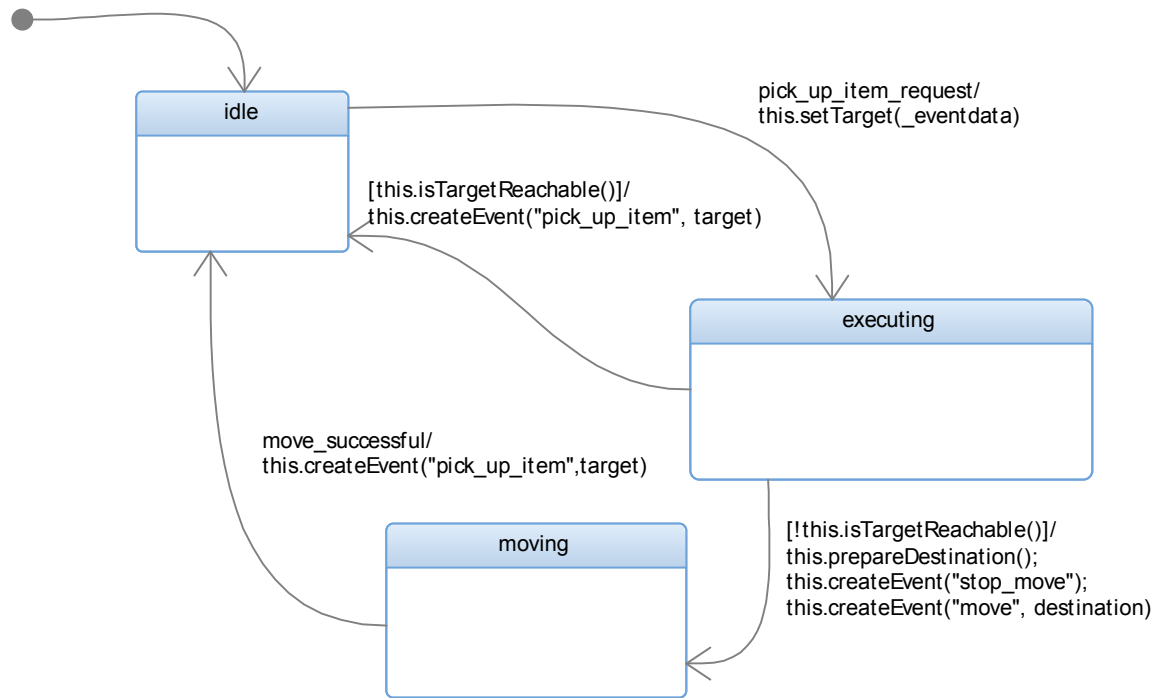 idle
pick_up_item_request/
this.setTarget(_eventdata)
[this.isTargetReachable()]/
this.createEvent("pick_up_item", target)
executing
move_successful/
this.createEvent("pick_up_item",target)
moving
[!this.isTargetReachable()]/
this.prepareDestination();
this.createEvent("stop_move");
this.createEvent("move", destination)